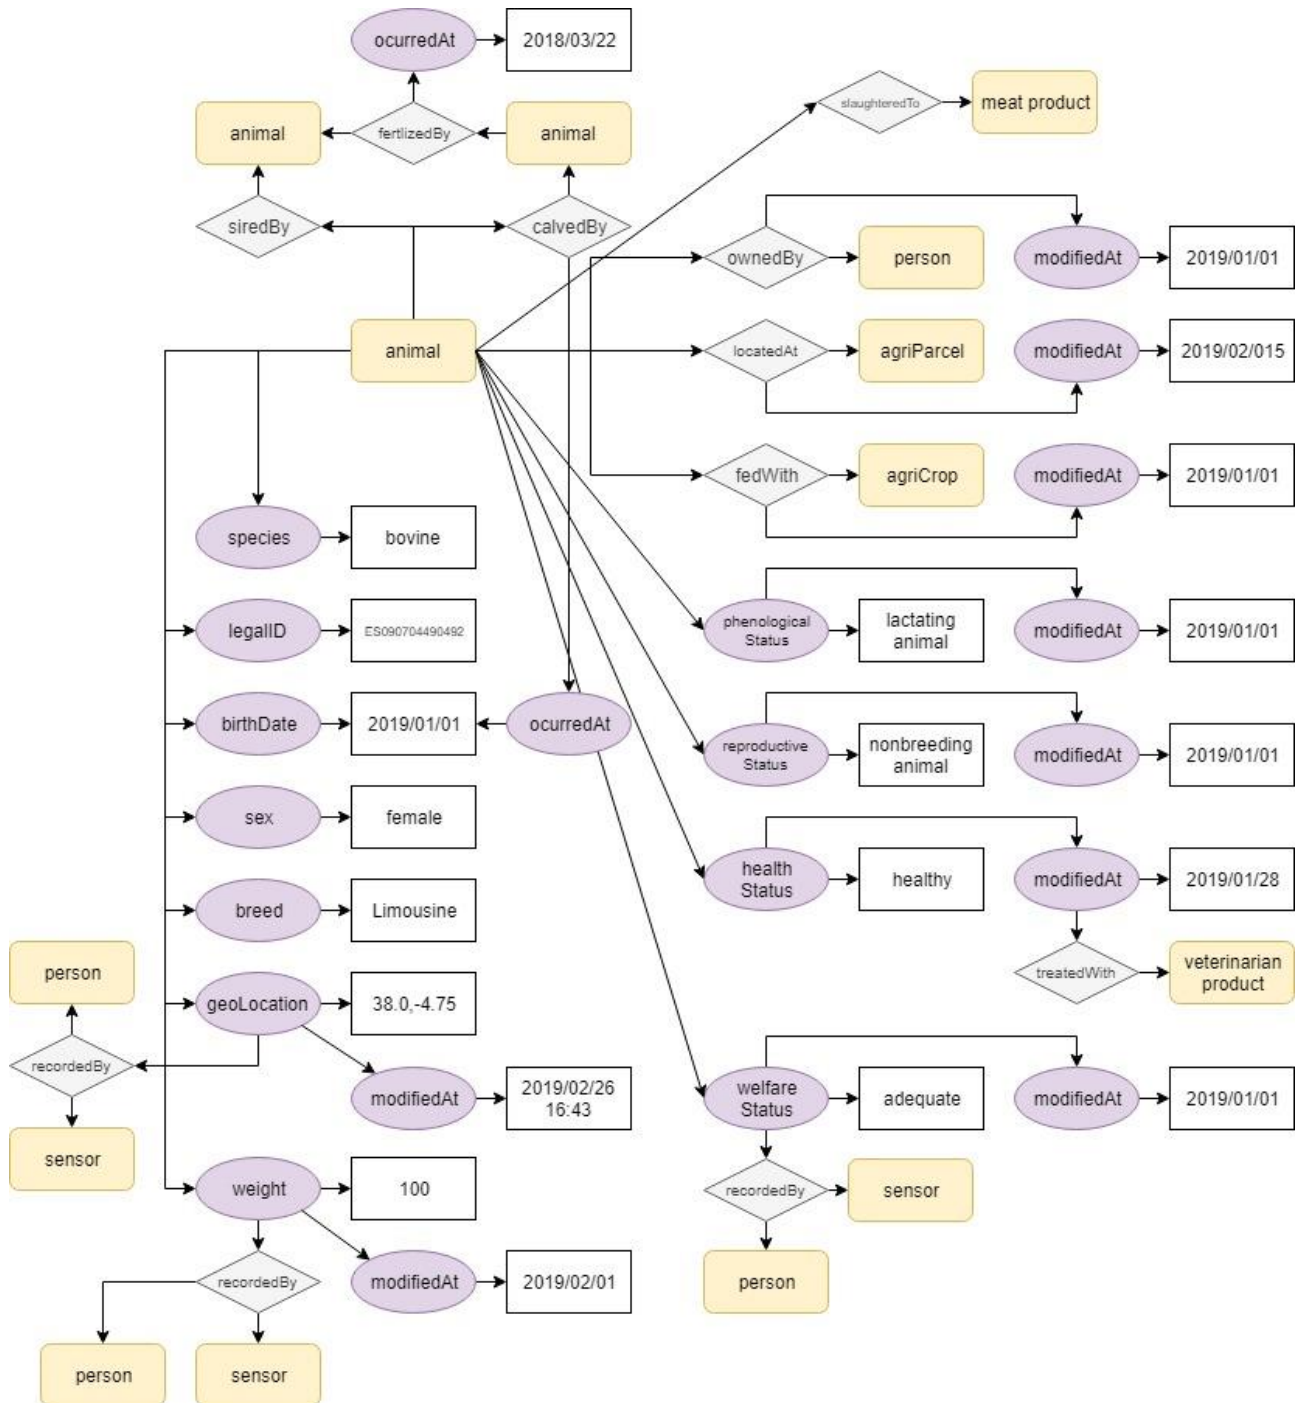 ocurredAt
2018/03/22
slaughteredTo
meat product
animal
fertlizedBy
animal
siredBy
calvedBy
ownedBy
person
modifiedAt
2019/01/01
animal
locatedAt
agriParcel
modifiedAt
2019/02/015
fedWith
agriCrop
modifiedAt
2019/01/01
species
bovine
legalID
ES090704490492
phenological
Status
lactating
animal
modifiedAt
2019/01/01
birthDate
2019/01/01
ocurredAt
reproductive
Status
nonbreeding
animal
modifiedAt
2019/01/01
sex
female
health
Status
healthy
modifiedAt
2019/01/28
breed
Limousine
person
treatedWith
veterinarian
product
geoLocation
38.0,-4.75
recordedBy
modifiedAt
2019/02/26
16:43
welfare
Status
adequate
modifiedAt
2019/01/01
sensor
weight
100
recordedBy
sensor
recordedBy
modifiedAt
2019/02/01
person
person
sensor